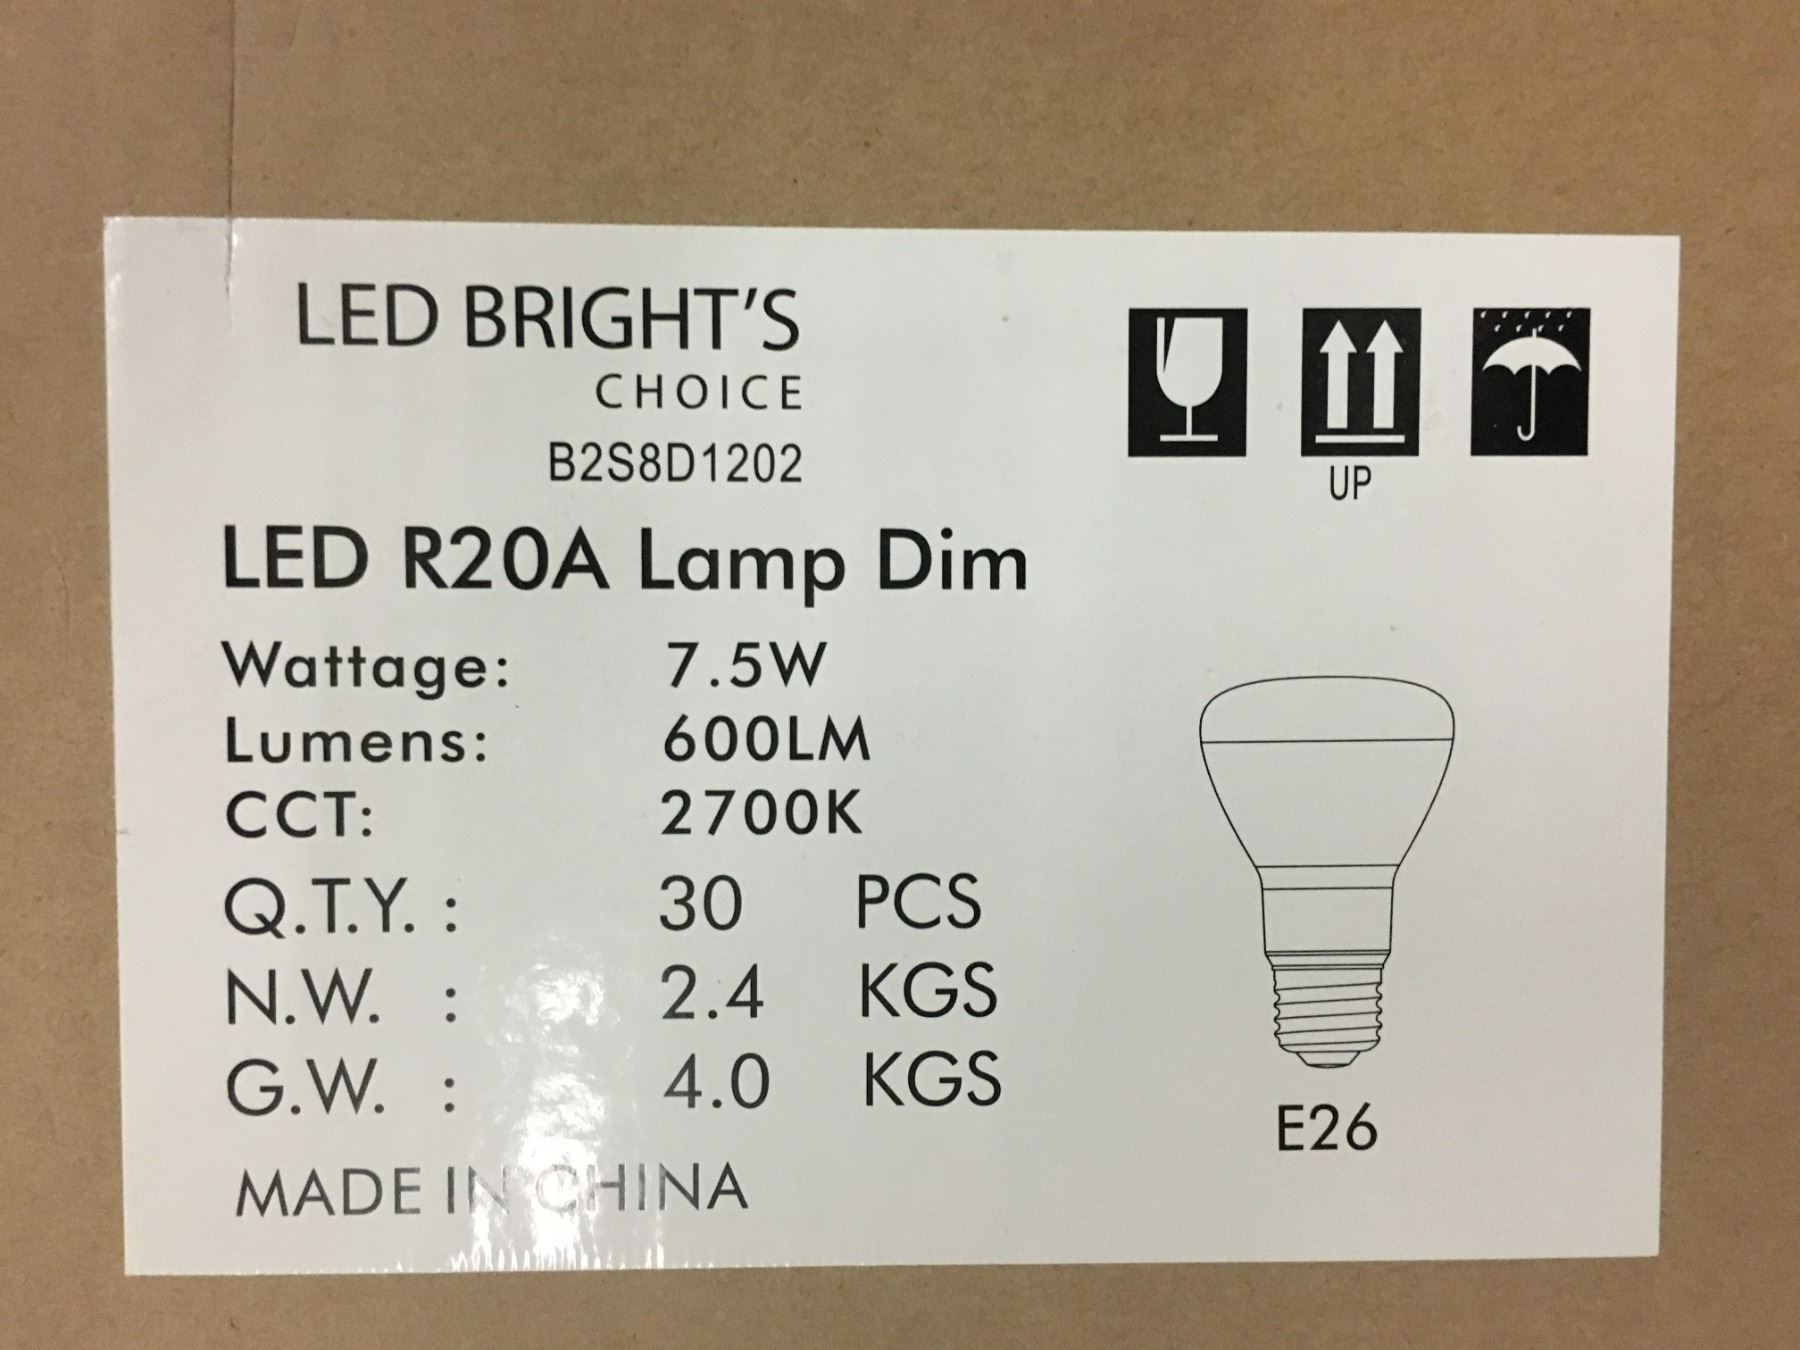 LED BRIGHT'S
CHOICE
B2S8D1202
UP
LED R20A Lamp Dim
Wattage: 7.5W
Lumens: 600LM
CCT: 2700K
Q.T.Y. : 30 PCS
N.W. : 2.4 KGS
G.W. : 4.0 KGS
MADE IN CHINA
E26